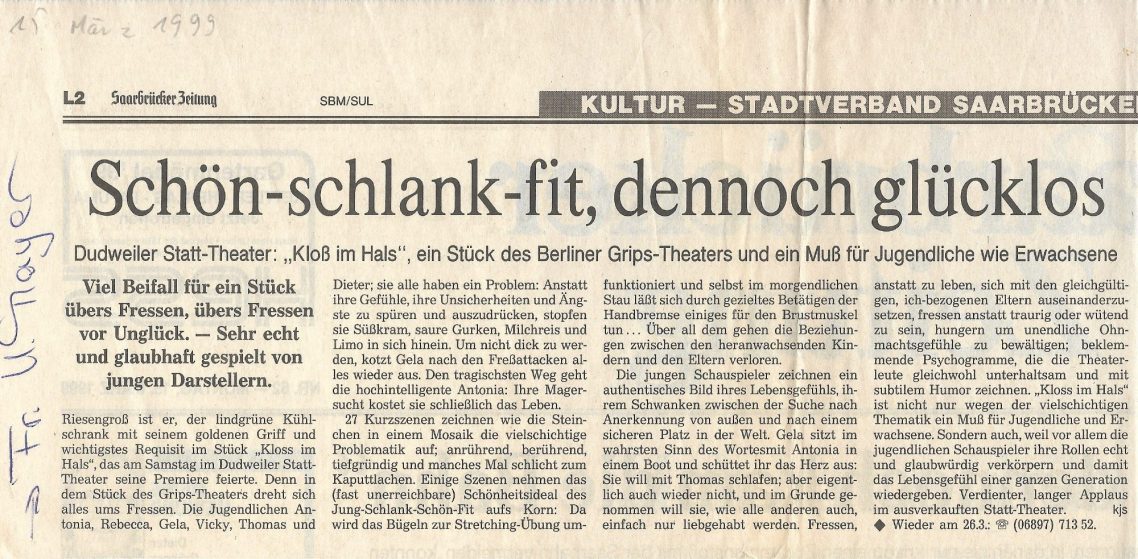 15 März 1999
L2 Saarbrücker Zeitung SBM/SUL KULTUR — STADTVERBAND SAARBRÜCKE
Schön-schlank-fit, dennoch glücklos
Dudweiler Statt-Theater: „Kloß im Hals“, ein Stück des Berliner Grips-Theaters und ein Muß für Jugendliche wie Erwachsene
Viel Beifall für ein Stück
übers Fressen, übers Fressen
vor Unglück. — Sehr echt
und glaubhaft gespielt von
jungen Darstellern.
Riesengroß ist er, der lindgrüne Kühl-
schrank mit seinem goldenen Griff und
wichtigstes Requisit im Stück „Kloss im
Hals“, das am Samstag im Dudweiler Statt-
Theater seine Premiere feierte. Denn in
dem Stück des Grips-Theaters dreht sich
alles ums Fressen. Die Jugendlichen An-
tonia, Rebecca, Gela, Vicky, Thomas und
Dieter; sie alle haben ein Problem: Anstatt
ihre Gefühle, ihre Unsicherheiten und Äng-
ste zu spüren und auszudrücken, stopfen
sie Süßkram, saure Gurken, Milchreis und
Limo in sich hinein. Um nicht dick zu wer-
den, kotzt Gela nach den Freßattacken al-
les wieder aus. Den tragischsten Weg geht
die hochintelligente Antonia: Ihre Mager-
sucht kostet sie schließlich das Leben.
27 Kurzszenen zeichnen wie die Stein-
chen in einem Mosaik die vielschichtige
Problematik auf; anrührend, berührend,
tiefgründig und manches Mal schlicht zum
Kaputtlachen. Einige Szenen nehmen das
(fast unerreichbare) Schönheitsideal des
Jung-Schlank-Schön-Fit aufs Korn: Da
wird das Bügeln zur Stretching-Übung um-
funktioniert und selbst im morgendlichen
Stau läßt sich durch gezieltes Betätigen der
Handbremse einiges für den Brustmuskel
tun ... Über all dem gehen die Beziehun-
gen zwischen den heranwachsenden Kin-
dern und den Eltern verloren.
Die jungen Schauspieler zeichnen ein
authentisches Bild ihres Lebensgefühls, ih-
rem Schwanken zwischen der Suche nach
Anerkennung von außen und nach einem
sicheren Platz in der Welt. Gela sitzt im
wahrsten Sinn des Wortesmit Antonia in
einem Boot und schüttet ihr das Herz aus:
Sie will mit Thomas schlafen; aber eigent-
lich auch wieder nicht, und im Grunde ge-
nommen will sie, wie alle anderen auch,
einfach nur liebgehabt werden. Fressen,
anstatt zu leben, sich mit den gleichgülti-
gen, ich-bezogenen Eltern auseinanderzu-
setzen, fressen anstatt traurig oder wütend
zu sein, hungern um unendliche Ohn-
machtsgefühle zu bewältigen; beklem-
mende Psychogramme, die die Theater-
leute gleichwohl unterhaltsam und mit
subtilem Humor zeichnen. „Kloss im Hals“
ist nicht nur wegen der vielschichtigen
Thematik ein Muß für Jugendliche und Er-
wachsene. Sondern auch, weil vor allem die
jugendlichen Schauspieler ihre Rollen echt
und glaubwürdig verkörpern und damit
das Lebensgefühl einer ganzen Generation
wiedergeben. Verdienter, langer Applaus
im ausverkauften Statt-Theater. kjs
◆ Wieder am 26.3.: ☏ (06897) 713 52.
→ Fr.